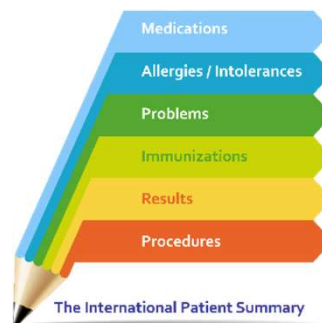 Medications
Allergies / Intolerances
Problems
Immunizations
Results
Procedures
The International Patient Summary